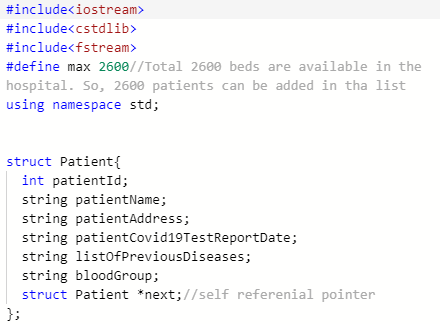 #include<iostream>
#include<cstdlib>
#include<fstream>
#define max 2600//Total 2600 beds are available in the
hospital. So, 2600 patients can be added in tha list
using namespace std;
struct Patient{
int patientId;
string patientName;
string patientAddress;
string patientCovid19TestReportDate;
string listOfPreviousDiseases;
string bloodGroup;
struct Patient *next;//self referenial pointer
};